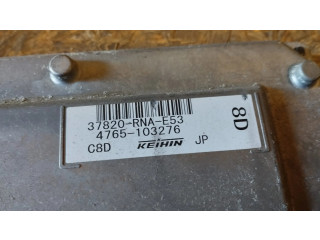 37820-RNA-E53
4765-103276
C8D KEIHIN JP
8D